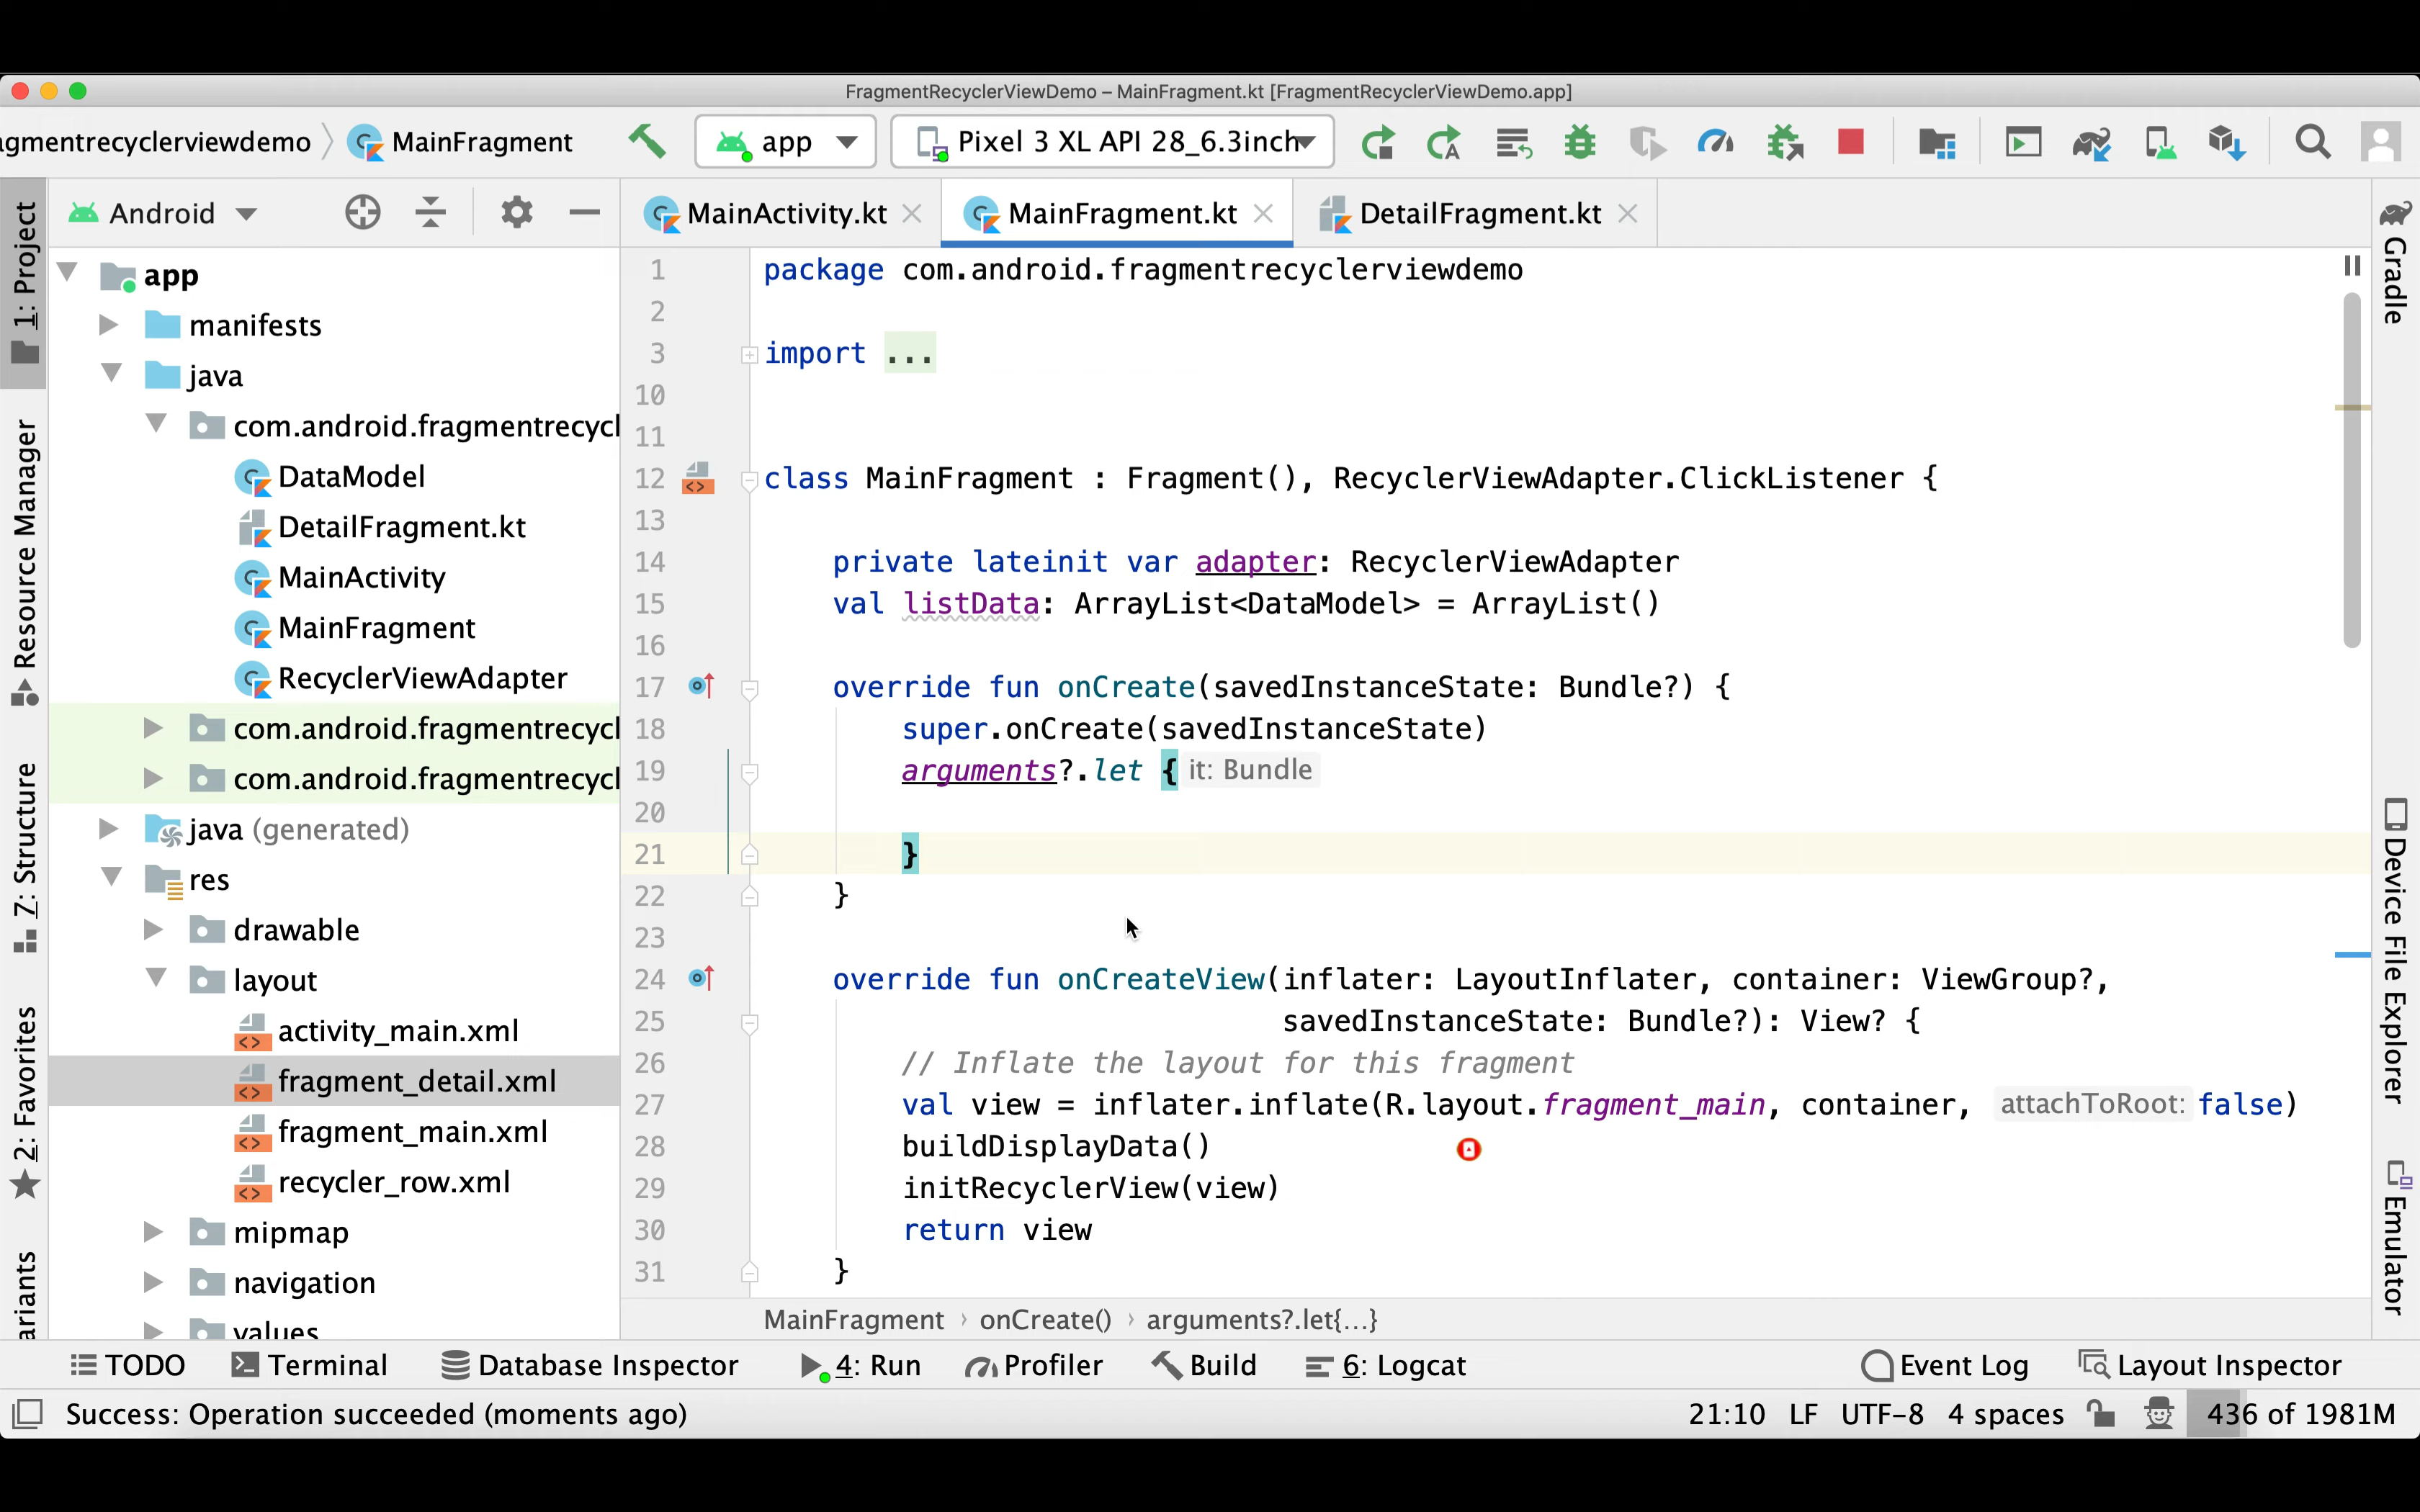 FragmentRecyclerViewDemo – MainFragment.kt [FragmentRecyclerViewDemo.app]
agmentrecyclerviewdemo MainFragment app Pixel 3 XL API 28_6.3inch
1: Project
Resource Manager
7: Structure
2: Favorites
ariants
Android
app
manifests
java
com.android.fragmentrecycl
DataModel
DetailFragment.kt
MainActivity
MainFragment
RecyclerViewAdapter
com.android.fragmentrecycl
com.android.fragmentrecycl
java (generated)
res
drawable
layout
activity_main.xml
fragment_detail.xml
fragment_main.xml
recycler_row.xml
mipmap
navigation
values
MainActivity.kt MainFragment.kt DetailFragment.kt
1 package com.android.fragmentrecyclerviewdemo
2
3 import ...
10
11
12 class MainFragment : Fragment(), RecyclerViewAdapter.ClickListener {
13
14 private lateinit var adapter: RecyclerViewAdapter
15 val listData: ArrayList<DataModel> = ArrayList()
16
17 override fun onCreate(savedInstanceState: Bundle?) {
18 super.onCreate(savedInstanceState)
19 arguments?.let { it: Bundle
20
21 }
22 }
23
24 override fun onCreateView(inflater: LayoutInflater, container: ViewGroup?,
25 savedInstanceState: Bundle?): View? {
26 // Inflate the layout for this fragment
27 val view = inflater.inflate(R.layout.fragment_main, container, attachToRoot: false)
28 buildDisplayData()
29 initRecyclerView(view)
30 return view
31 }
MainFragment › onCreate() › arguments?.let{...}
Gradle
Device File Explorer
Emulator
TODO Terminal Database Inspector 4: Run Profiler Build 6: Logcat Event Log Layout Inspector
Success: Operation succeeded (moments ago) 21:10 LF UTF-8 4 spaces 436 of 1981M